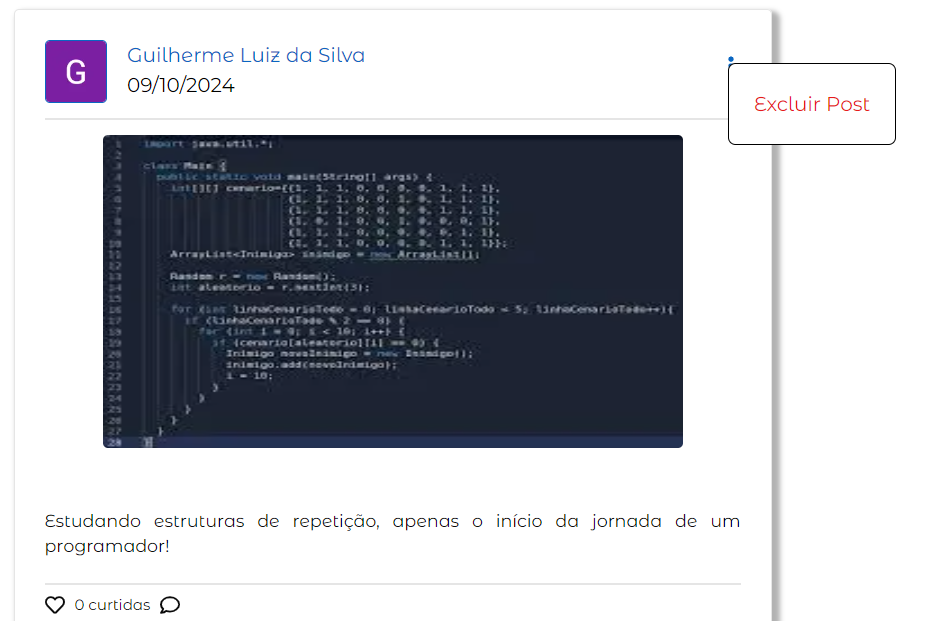 G
Guilherme Luiz da Silva
09/10/2024
Excluir Post
1 import java.util.*;
2
3 class Main {
4 public static void main(String[] args) {
5 int[][] cenario={{1, 1, 1, 0, 0, 0, 0, 1, 1, 1},
6 {1, 1, 1, 0, 0, 1, 0, 1, 1, 1},
7 {1, 1, 1, 0, 0, 0, 0, 1, 1, 1},
8 {1, 0, 1, 0, 0, 1, 0, 0, 0, 1},
9 {1, 1, 1, 0, 0, 0, 0, 0, 1, 1},
10 {1, 1, 1, 0, 0, 0, 0, 1, 1, 1}};
11 ArrayList<Inimigo> inimigo = new ArrayList();
12
13 Random r = new Random();
14 int aleatorio = r.nextInt(3);
15
16 for (int linhaCenarioTodo = 0; linhaCenarioTodo < 5; linhaCenarioTodo++){
17 if (linhaCenarioTodo % 2 == 0) {
18 for (int i = 0; i < 10; i++) {
19 if (cenario[aleatorio][i] == 0) {
20 Inimigo novoInimigo = new Inimigo();
21 inimigo.add(novoInimigo);
22 i = 10;
23 }
24 }
25 }
26 }
27 }
28 }
Estudando estruturas de repetição, apenas o início da jornada de um
programador!
0 curtidas